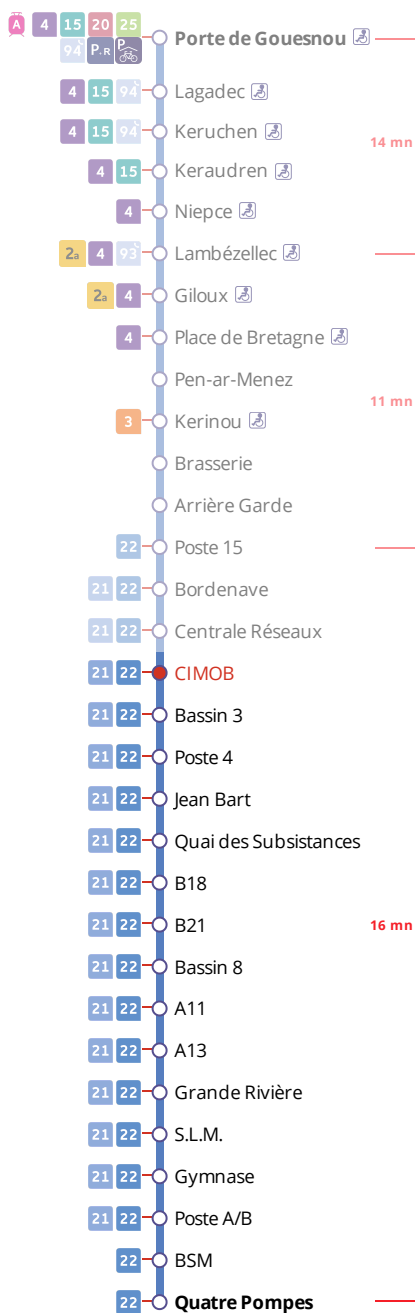 A 4 15 20 25
94 P.R P
Porte de Gouesnou
4 15 94 Lagadec
4 15 94 Keruchen
14 mn
4 15 Keraudren
4 Niepce
2a 4 93 Lambézellec
2a 4 Giloux
4 Place de Bretagne
Pen-ar-Menez
11 mn
3 Kerinou
Brasserie
Arrière Garde
22 Poste 15
21 22 Bordenave
21 22 Centrale Réseaux
21 22 CIMOB
21 22 Bassin 3
21 22 Poste 4
21 22 Jean Bart
21 22 Quai des Subsistances
21 22 B18
21 22 B21
16 mn
21 22 Bassin 8
21 22 A11
21 22 A13
21 22 Grande Rivière
21 22 S.L.M.
21 22 Gymnase
21 22 Poste A/B
22 BSM
22 Quatre Pompes